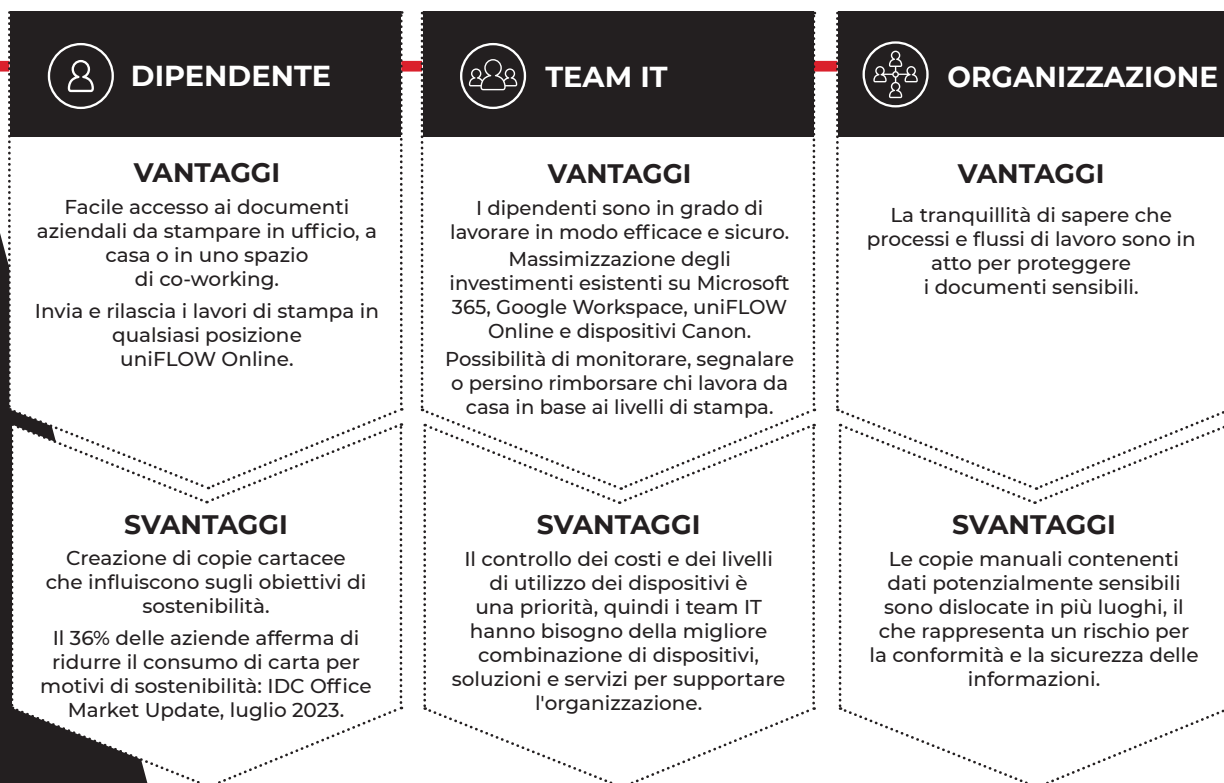 DIPENDENTE
VANTAGGI
Facile accesso ai documenti
aziendali da stampare in ufficio, a
casa o in uno spazio
di co-working.
Invia e rilascia i lavori di stampa in
qualsiasi posizione
uniFLOW Online.
SVANTAGGI
Creazione di copie cartacee
che influiscono sugli obiettivi di
sostenibilità.
Il 36% delle aziende afferma di
ridurre il consumo di carta per
motivi di sostenibilità: IDC Office
Market Update, luglio 2023.
TEAM IT
VANTAGGI
I dipendenti sono in grado di
lavorare in modo efficace e sicuro.
Massimizzazione degli
investimenti esistenti su Microsoft
365, Google Workspace, uniFLOW
Online e dispositivi Canon.
Possibilità di monitorare, segnalare
o persino rimborsare chi lavora da
casa in base ai livelli di stampa.
SVANTAGGI
Il controllo dei costi e dei livelli
di utilizzo dei dispositivi è
una priorità, quindi i team IT
hanno bisogno della migliore
combinazione di dispositivi,
soluzioni e servizi per supportare
l'organizzazione.
ORGANIZZAZIONE
VANTAGGI
La tranquillità di sapere che
processi e flussi di lavoro sono in
atto per proteggere
i documenti sensibili.
SVANTAGGI
Le copie manuali contenenti
dati potenzialmente sensibili
sono dislocate in più luoghi, il
che rappresenta un rischio per
la conformità e la sicurezza delle
informazioni.